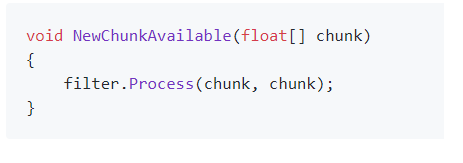 void NewChunkAvailable(float[] chunk)
{
    filter.Process(chunk, chunk);
}